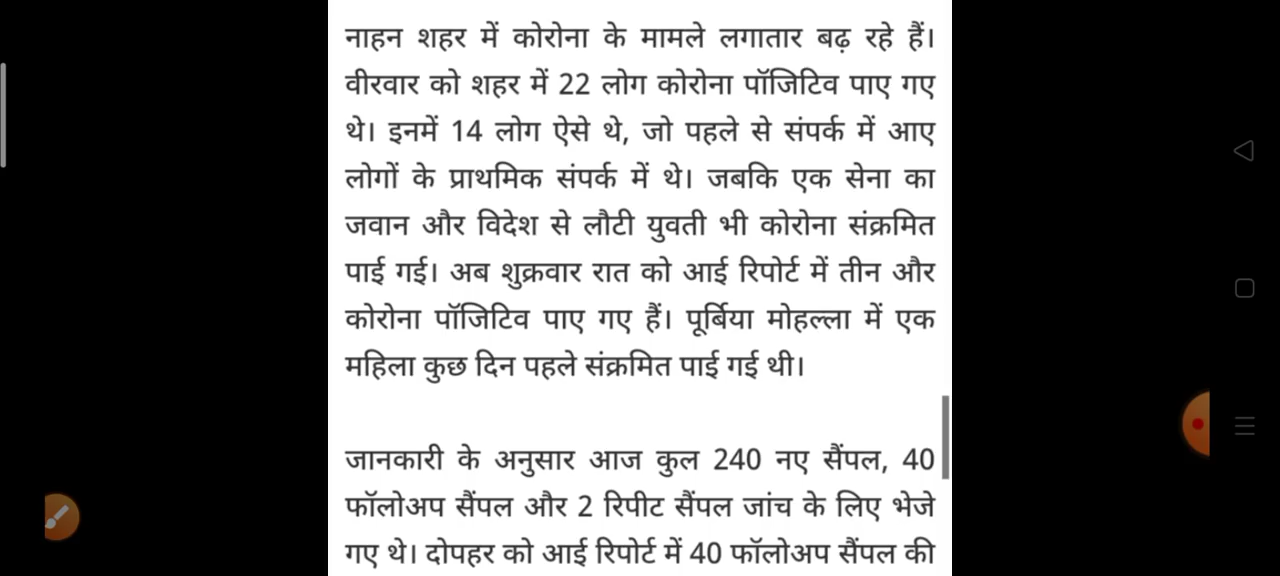 नाहन शहर में कोरोना के मामले लगातार बढ़ रहे हैं।
वीरवार को शहर में 22 लोग कोरोना पॉजिटिव पाए गए
थे। इनमें 14 लोग ऐसे थे, जो पहले से संपर्क में आए
लोगों के प्राथमिक संपर्क में थे। जबकि एक सेना का
जवान और विदेश से लौटी युवती भी कोरोना संक्रमित
पाई गई। अब शुक्रवार रात को आई रिपोर्ट में तीन और
कोरोना पॉजिटिव पाए गए हैं। पूर्बिया मोहल्ला में एक
महिला कुछ दिन पहले संक्रमित पाई गई थी।
जानकारी के अनुसार आज कुल 240 नए सैंपल, 40
फॉलोअप सैंपल और 2 रिपीट सैंपल जांच के लिए भेजे
गए थे। दोपहर को आई रिपोर्ट में 40 फॉलोअप सैंपल की